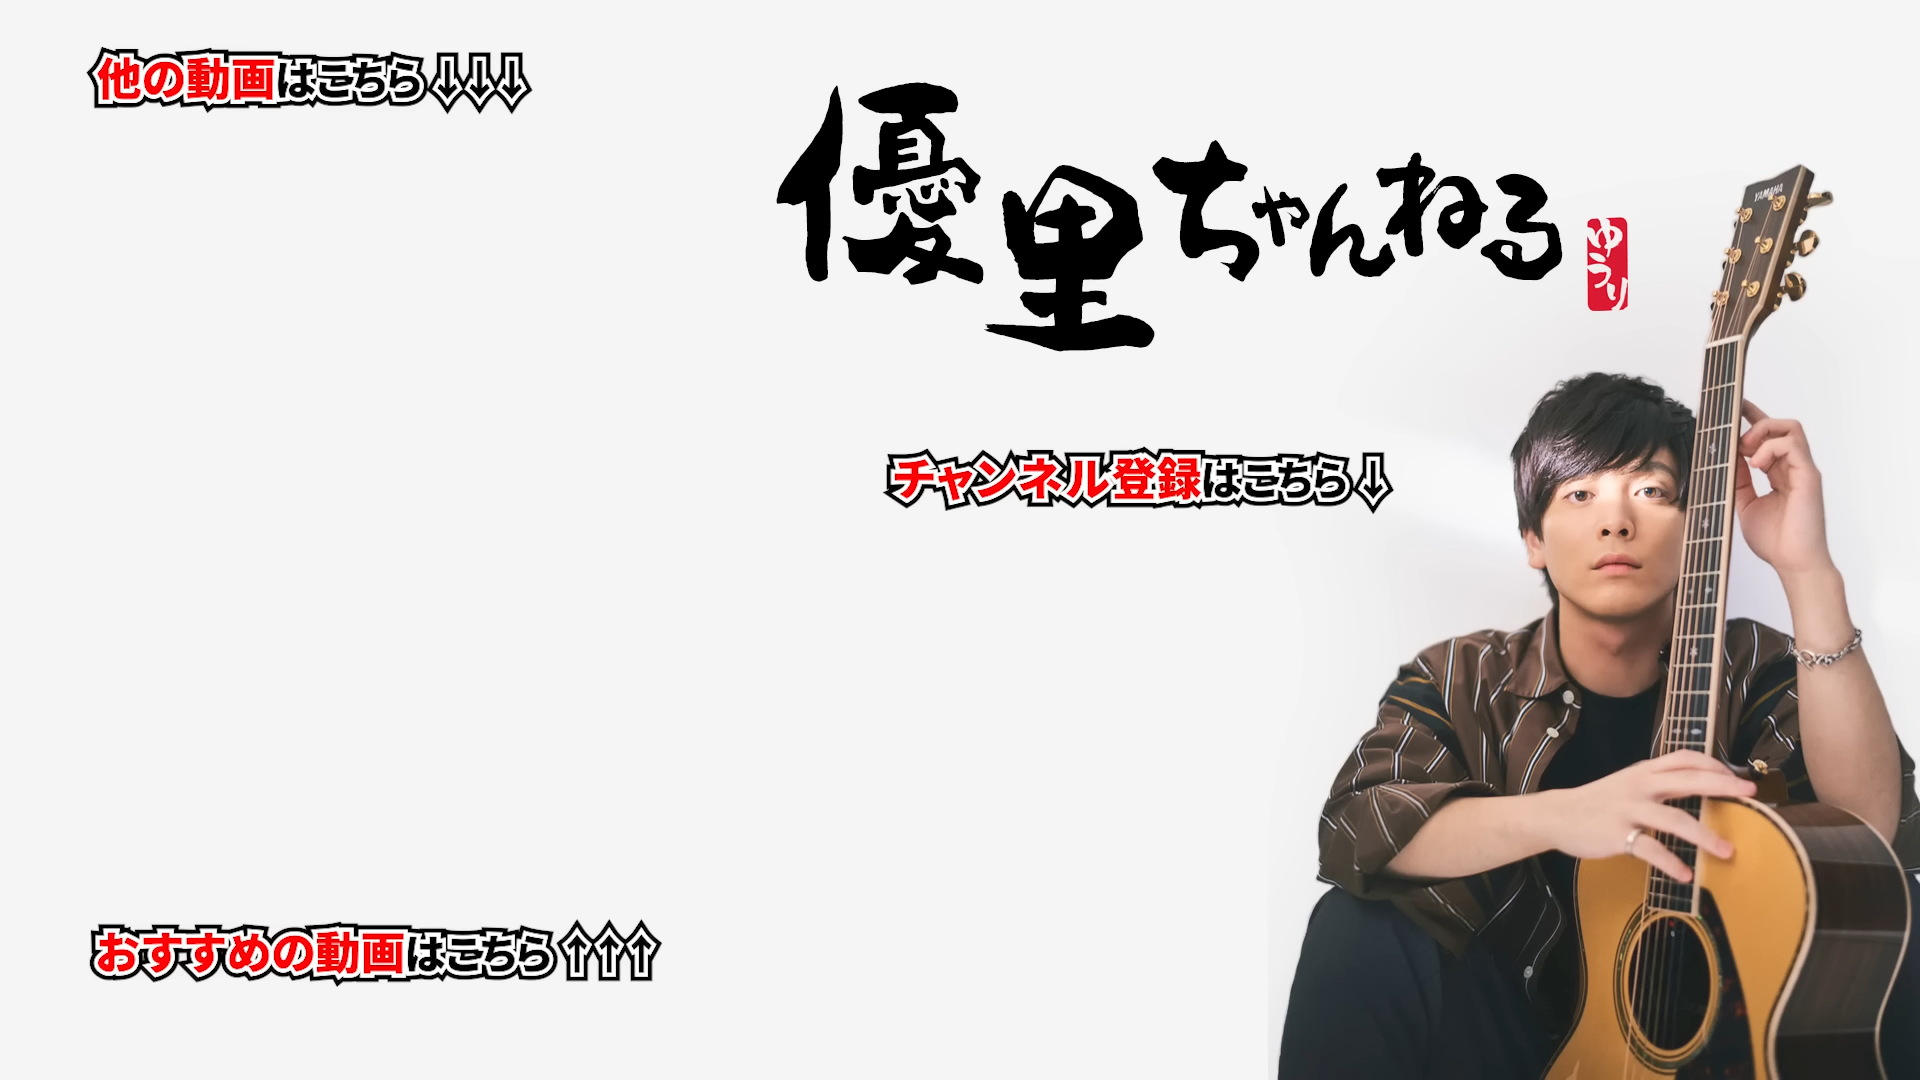 他の動画はこちら↓↓↓
優里ちゃんねる
ゆうり
YAMAHA
チャンネル登録はこちら↓
おすすめの動画はこちら↑↑↑